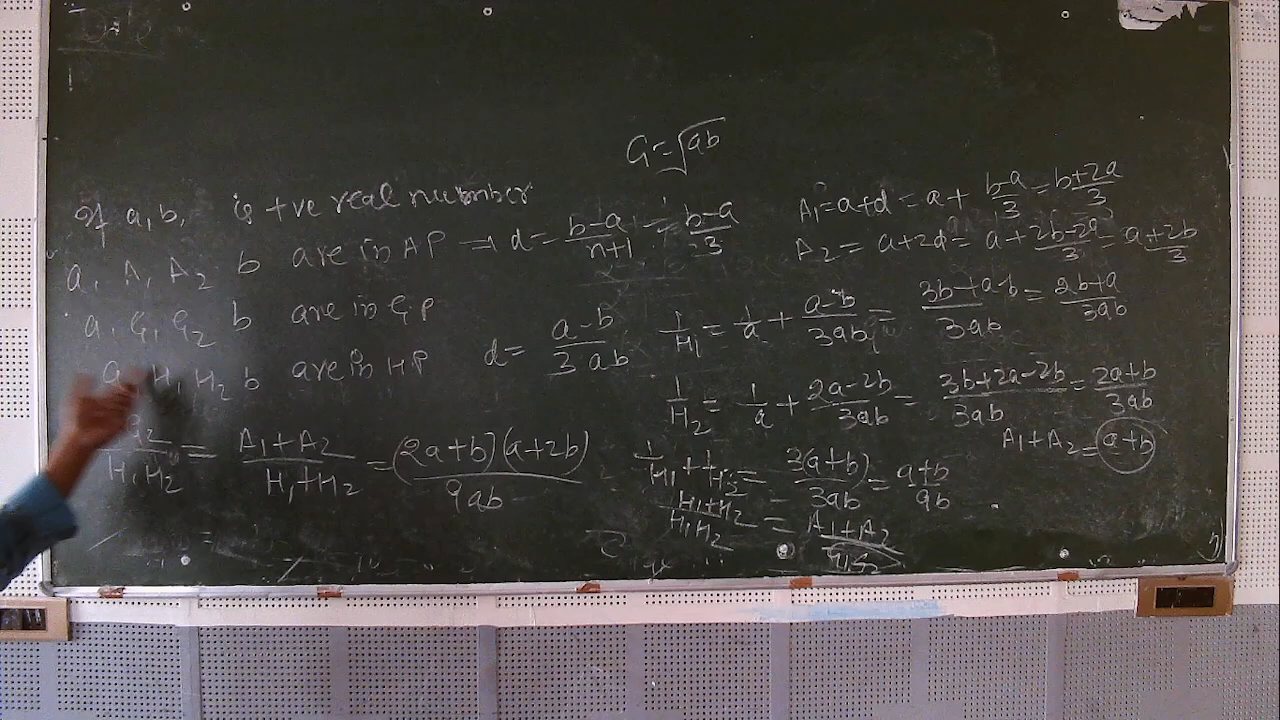 G=√ab
If a, b, is +ve real number
a, A₁ A₂ b are in AP → d = (b-a)/(n+1) = (b-a)/3
A₁ = a+d = a + (b-a)/3 = (b+2a)/3
A₂ = a+2d = a + (2b-2a)/3 = (a+2b)/3
a, G₁ G₂ b are in GP
a, H₁ H₂ b are in HP d = (a-b)/(3ab)
1/H₁ = 1/a + (a-b)/(3ab) = (3b+a-b)/(3ab) = (2b+a)/(3ab)
1/H₂ = 1/a + (2a-2b)/(3ab) = (3b+2a-2b)/(3ab) = (2a+b)/(3ab)
A₁+A₂ = a+b
G₂/(H₁H₂) = (A₁+A₂)/(H₁+H₂) = (2a+b)(a+2b)/(9ab)
1/H₁ + 1/H₂ = 3(a+b)/(3ab) = (a+b)/(ab)
(H₁+H₂)/(H₁H₂) = (A₁+A₂)/(G₁G₂)